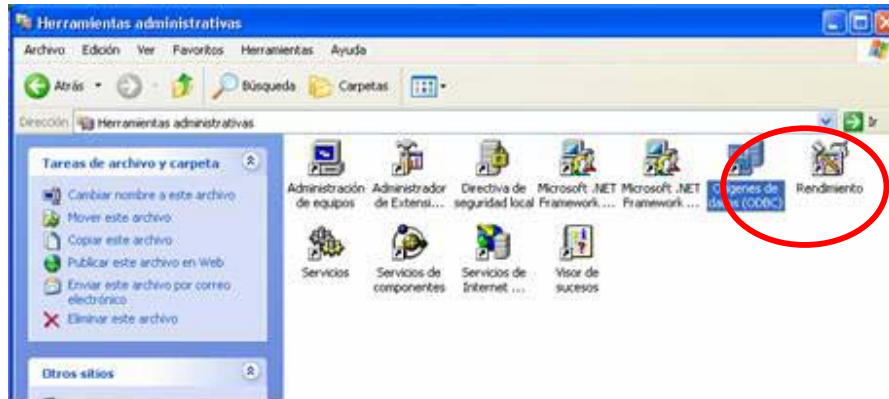 Herramientas administrativas
Archivo Edición Ver Favoritos Herramientas Ayuda
Atrás Búsqueda Carpetas
Dirección Herramientas administrativas Ir
Tareas de archivo y carpeta
Cambiar nombre a este archivo
Mover este archivo
Copiar este archivo
Publicar este archivo en Web
Enviar este archivo por correo
electrónico
Eliminar este archivo
Otros sitios
Administración de equipos
Administrador de Extensi...
Directiva de seguridad local
Microsoft .NET Framework ...
Microsoft .NET Framework ...
Orígenes de datos (ODBC)
Rendimiento
Servicios
Servicios de componentes
Servicios de Internet ...
Visor de sucesos